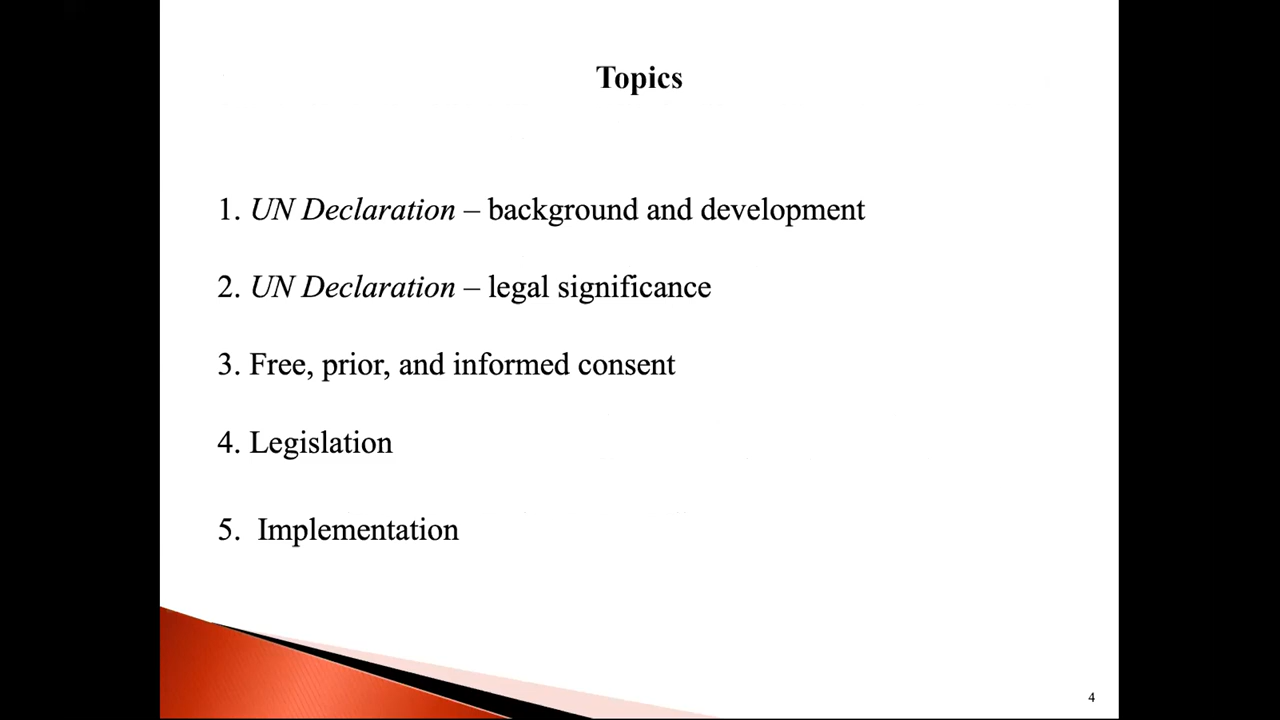 Topics
1. UN Declaration – background and development
2. UN Declaration – legal significance
3. Free, prior, and informed consent
4. Legislation
5. Implementation
4